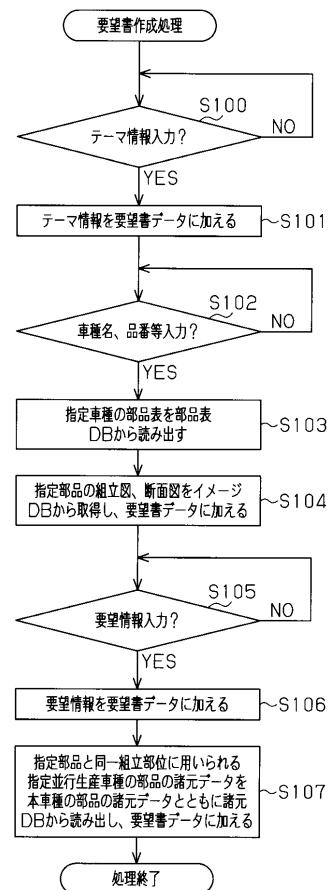 要望書作成処理
S100
テーマ情報入力？
NO
YES
テーマ情報を要望書データに加える
S101
S102
車種名、品番等入力？
NO
YES
指定車種の部品表を部品表
DBから読み出す
S103
指定部品の組立図、断面図をイメージ
DBから取得し、要望書データに加える
S104
S105
要望情報入力？
NO
YES
要望情報を要望書データに加える
S106
指定部品と同一組立部位に用いられる
指定並行生産車種の部品の諸元データを
本車種の部品の諸元データとともに諸元
DBから読み出し、要望書データに加える
S107
処理終了